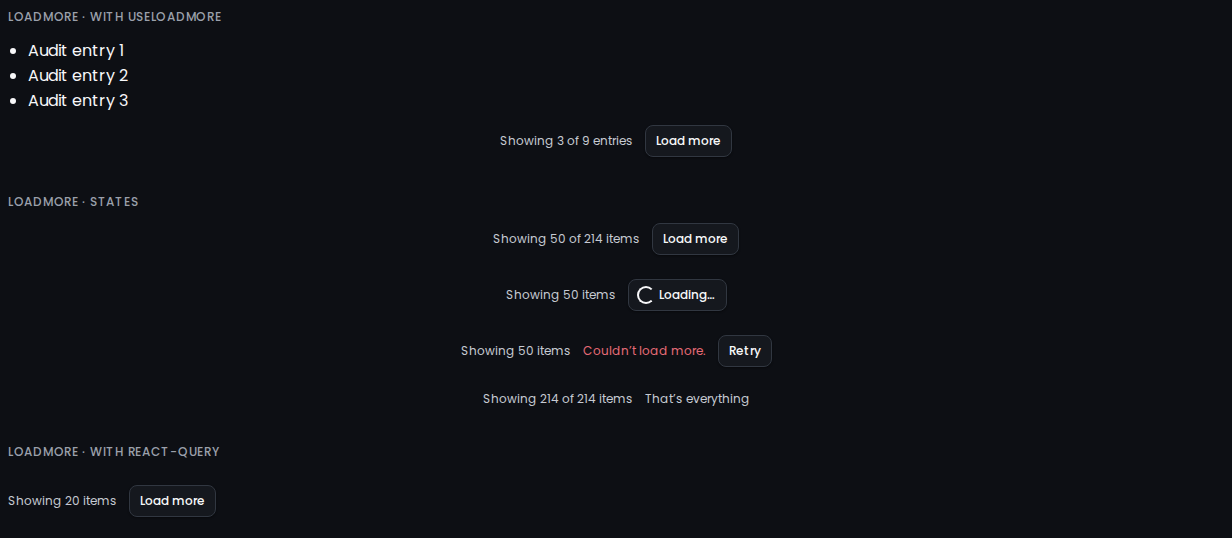 LOADMORE · WITH USELOADMORE
Audit entry 1
Audit entry 2
Audit entry 3
Showing 3 of 9 entries Load more
LOADMORE · STATES
Showing 50 of 214 items Load more
Showing 50 items Loading…
Showing 50 items Couldn’t load more. Retry
Showing 214 of 214 items That’s everything
LOADMORE · WITH REACT-QUERY
Showing 20 items Load more